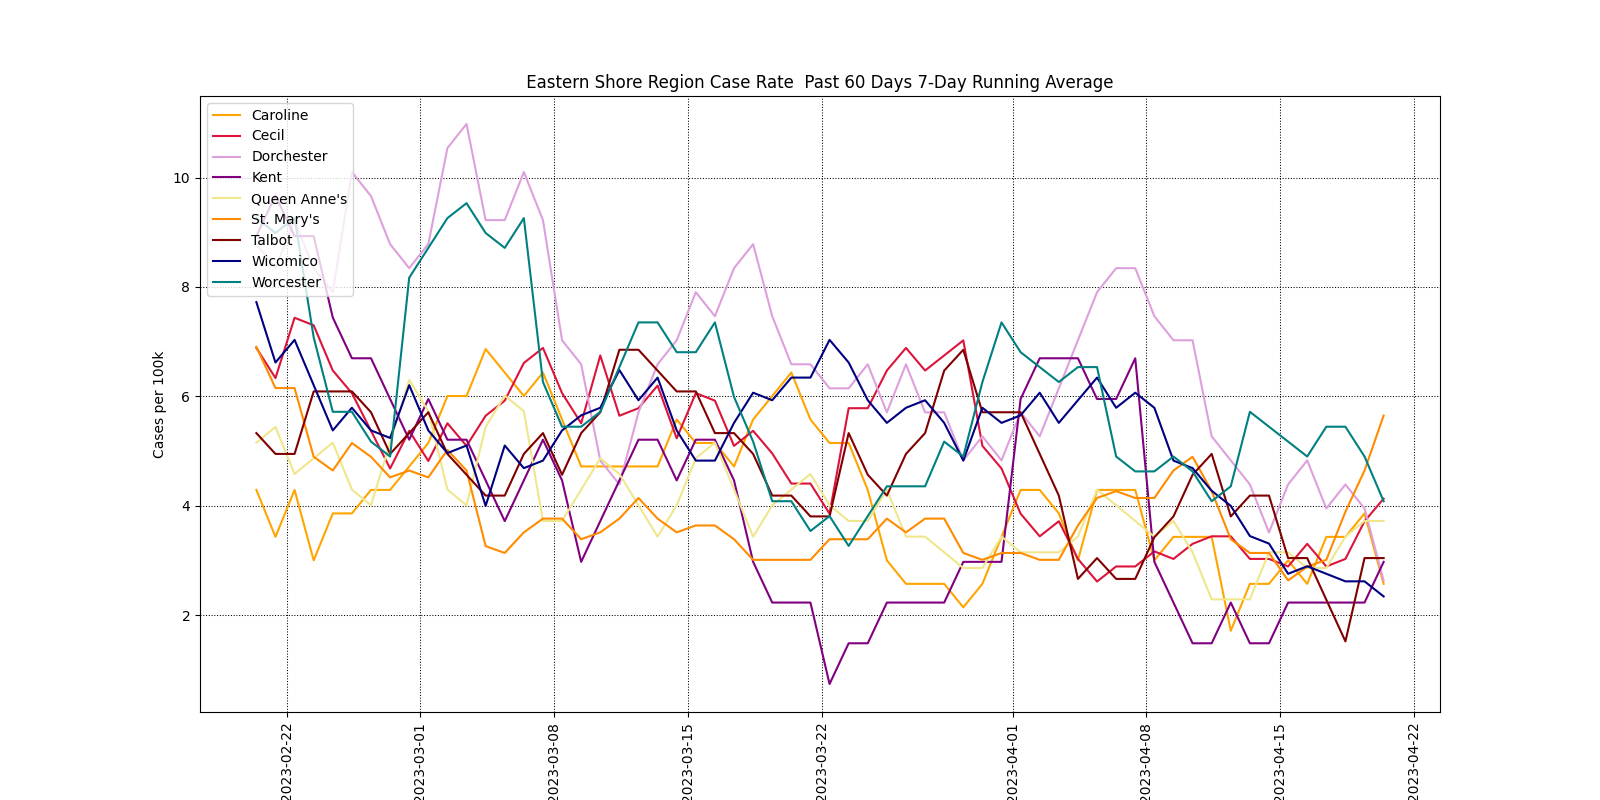 Eastern Shore Region Case Rate  Past 60 Days 7-Day Running Average
Caroline
Cecil
Dorchester
Kent
Queen Anne's
St. Mary's
Talbot
Wicomico
Worcester
Cases per 100k
10
8
6
4
2
2023-02-22
2023-03-01
2023-03-08
2023-03-15
2023-03-22
2023-04-01
2023-04-08
2023-04-15
2023-04-22